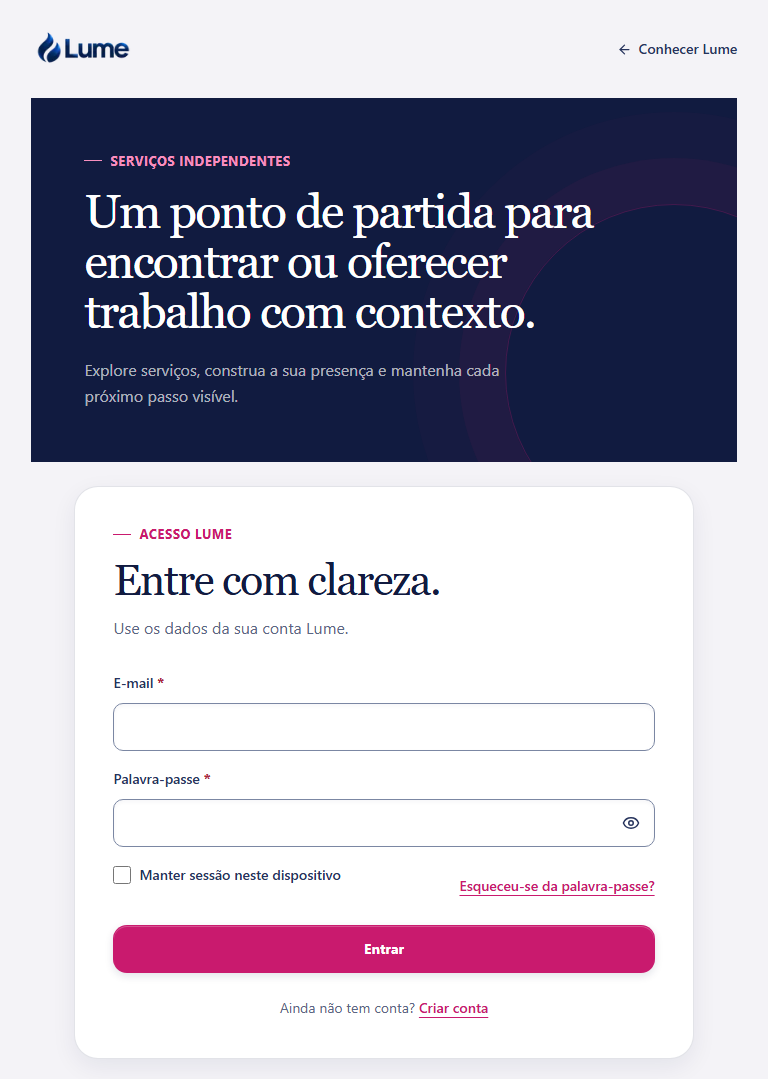 Lume
Conhecer Lume
SERVIÇOS INDEPENDENTES
Um ponto de partida para
encontrar ou oferecer
trabalho com contexto.
Explore serviços, construa a sua presença e mantenha cada
próximo passo visível.
ACESSO LUME
Entre com clareza.
Use os dados da sua conta Lume.
E-mail *
Palavra-passe *
Manter sessão neste dispositivo
Esqueceu-se da palavra-passe?
Entrar
Ainda não tem conta? Criar conta